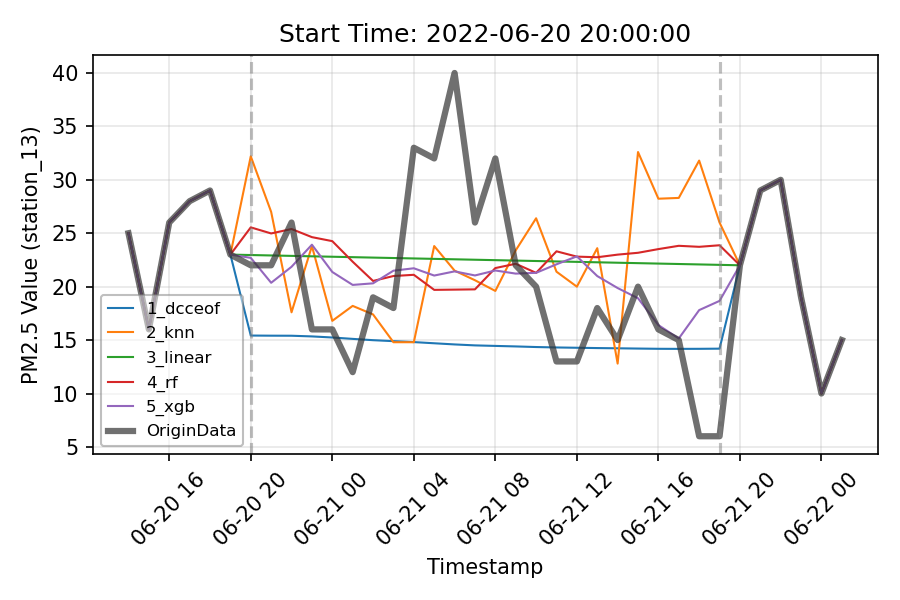 Start Time: 2022-06-20 20:00:00
PM2.5 Value (station_13)
40
35
30
25
20
15
10
5
1_dcceof
2_knn
3_linear
4_rf
5_xgb
OriginData
06-20 16
06-20 20
06-21 00
06-21 04
06-21 08
06-21 12
06-21 16
06-21 20
06-22 00
Timestamp